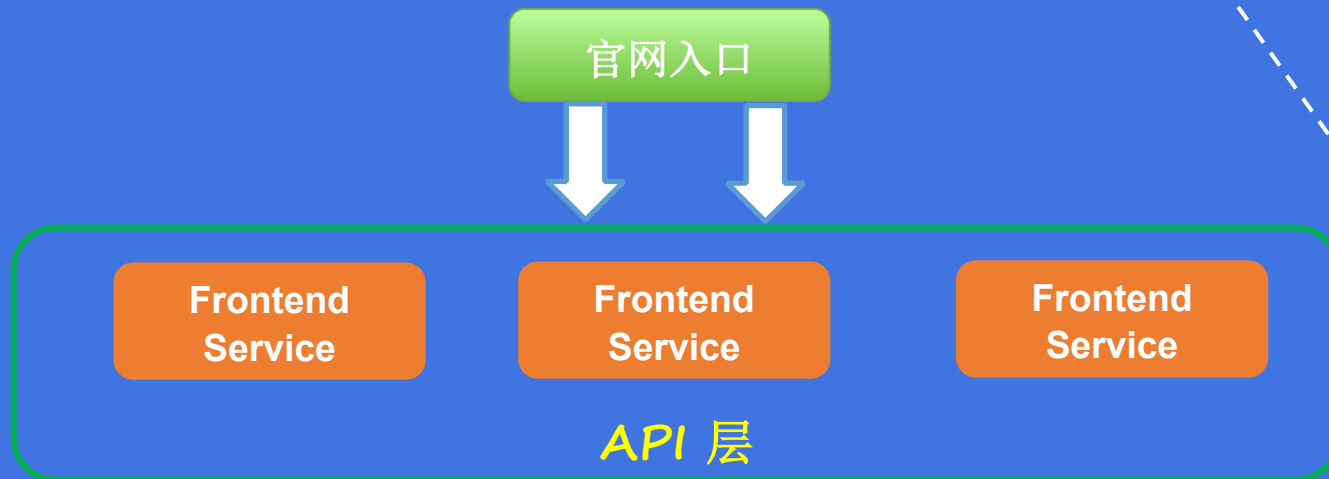 官网入口
Frontend
Service
Frontend
Service
Frontend
Service
API 层